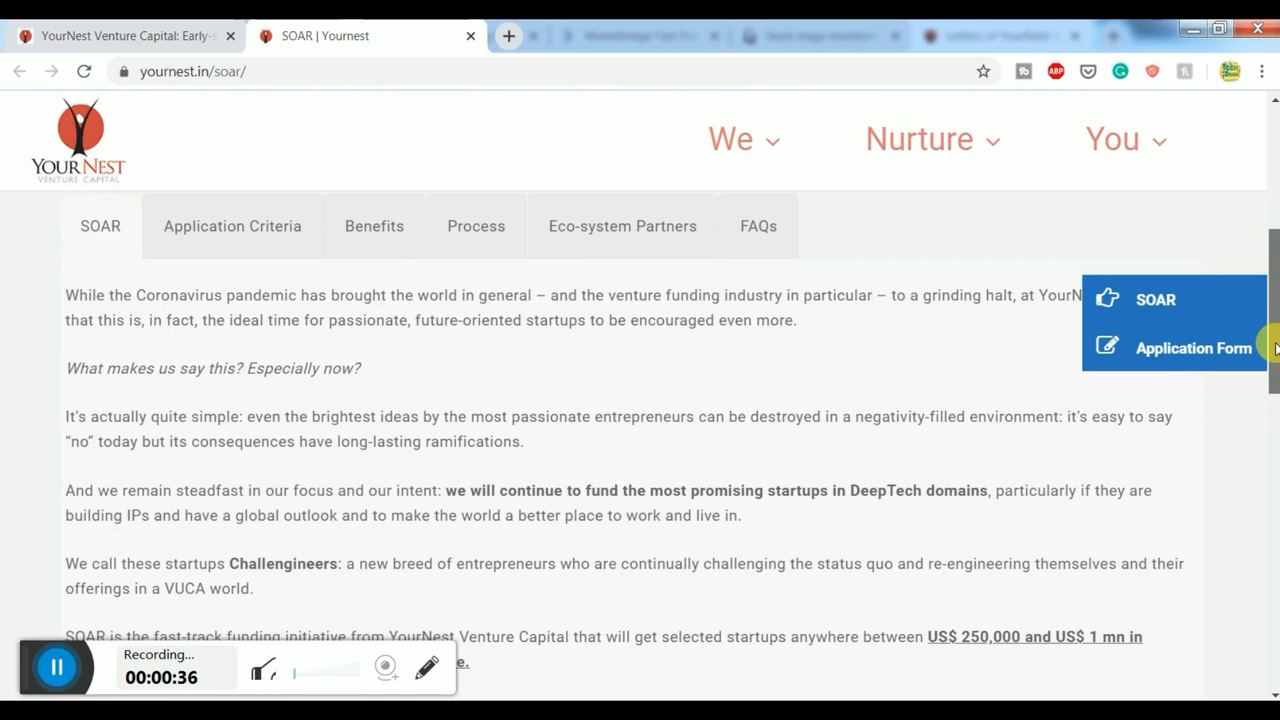 YourNest Venture Capital: Early-
SOAR | Yournest
yournest.in/soar/
ABP
YOURNEST
VENTURE CAPITAL
We
Nurture
You
SOAR
Application Criteria
Benefits
Process
Eco-system Partners
FAQs
While the Coronavirus pandemic has brought the world in general – and the venture funding industry in particular – to a grinding halt, at YourN
that this is, in fact, the ideal time for passionate, future-oriented startups to be encouraged even more.
SOAR
Application Form
What makes us say this? Especially now?
It’s actually quite simple: even the brightest ideas by the most passionate entrepreneurs can be destroyed in a negativity-filled environment: it’s easy to say
“no” today but its consequences have long-lasting ramifications.
And we remain steadfast in our focus and our intent: we will continue to fund the most promising startups in DeepTech domains, particularly if they are
building IPs and have a global outlook and to make the world a better place to work and live in.
We call these startups Challengineers: a new breed of entrepreneurs who are continually challenging the status quo and re-engineering themselves and their
offerings in a VUCA world.
SOAR is the fast-track funding initiative from YourNest Venture Capital that will get selected startups anywhere between US$ 250,000 and US$ 1 mn in
e.
Recording...
00:00:36